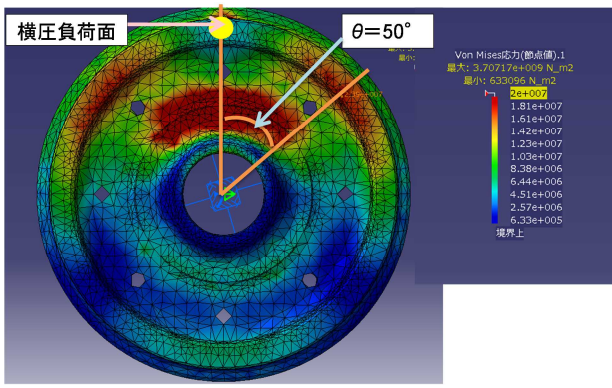 横圧負荷面
θ=50°
Von Mises応力(節点値).1
最大: 3.70717e+009 N_m2
最小: 633096 N_m2
2e+007
1.81e+007
1.61e+007
1.42e+007
1.23e+007
1.03e+007
8.38e+006
6.44e+006
4.51e+006
2.57e+006
6.33e+005
境界上